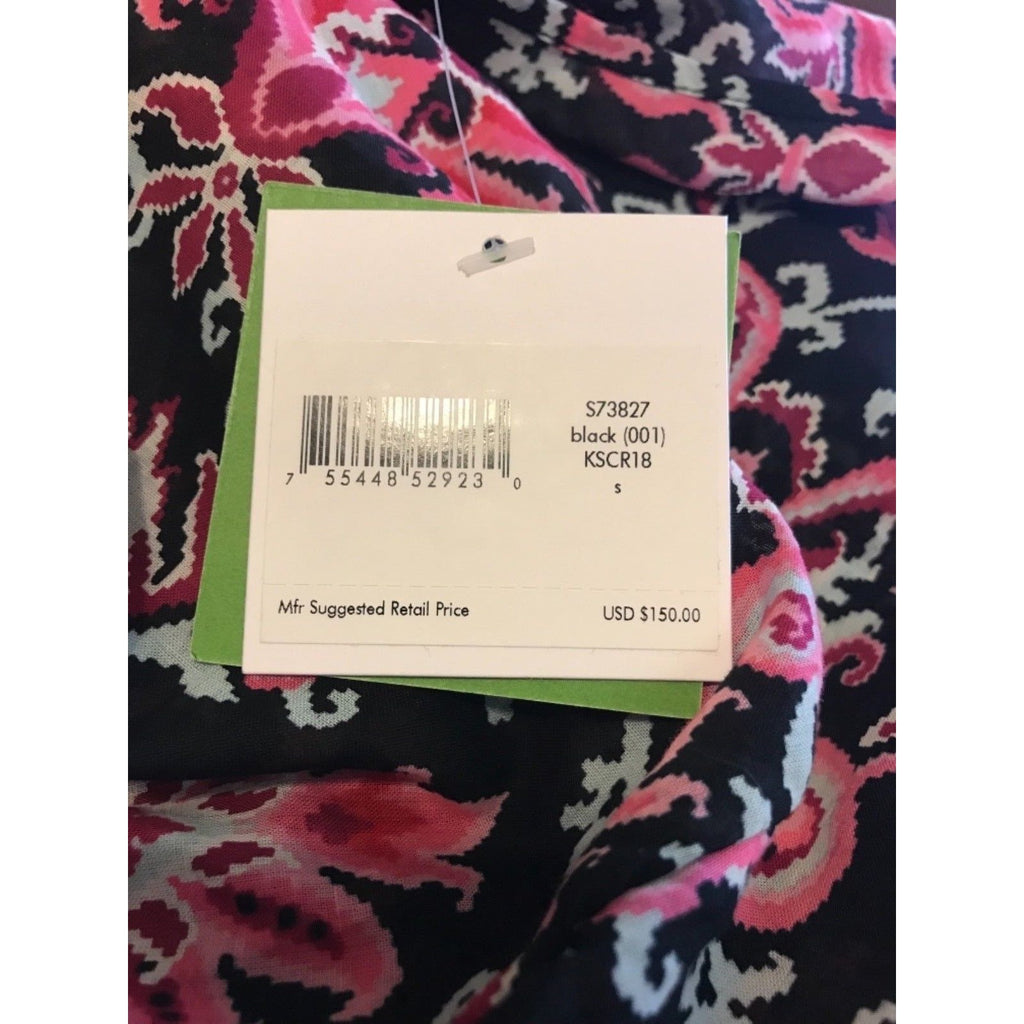 7 55448 52923 0
S73827
black (001)
KSCR18
s
Mfr Suggested Retail Price USD $150.00